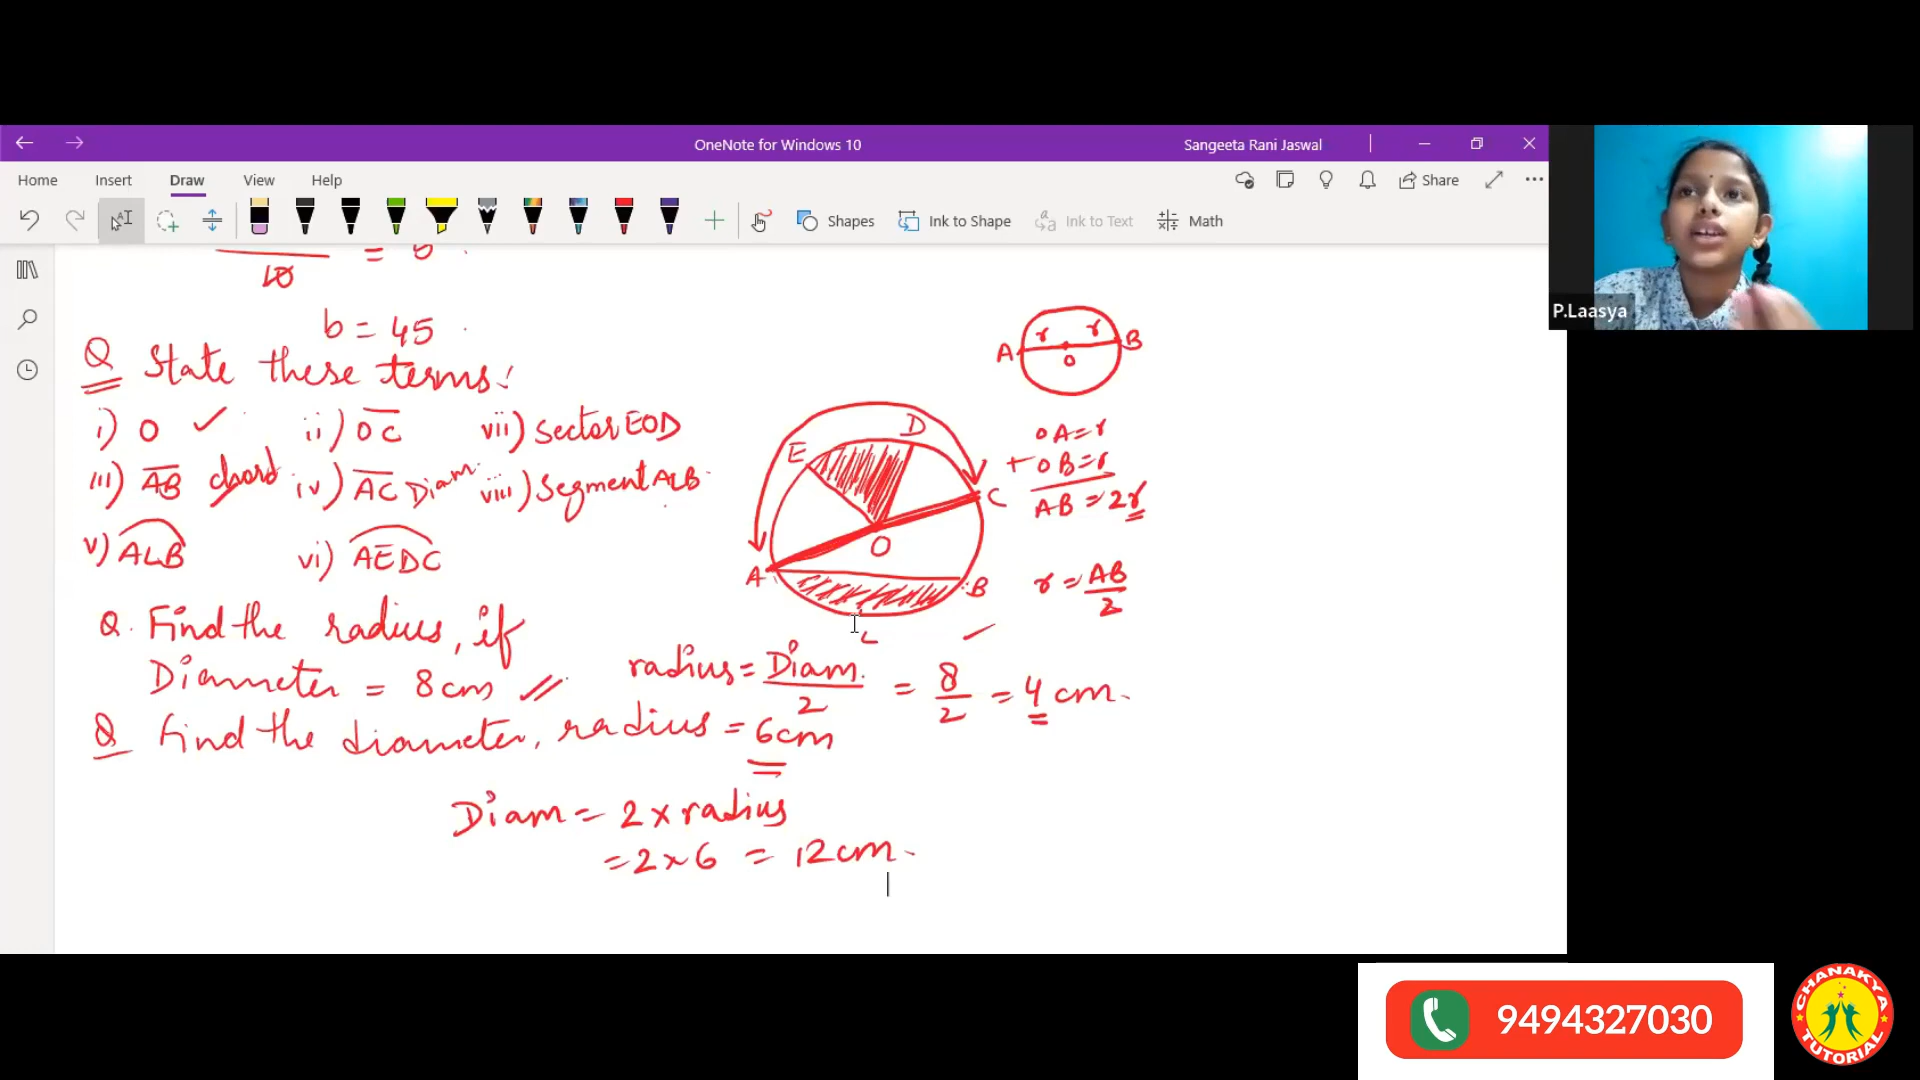 OneNote for Windows 10
Sangeeta Rani Jaswal
Home Insert Draw View Help
Share
Shapes Ink to Shape Ink to Text Math
P.Laasya
10
b = 45
Q State these terms:
i) O ii) OC vii) Sector EOD
iii) AB chord iv) AC Diam viii) Segment ALB
v) ALB vi) AEDC
A r r B
O
OA = r
+ OB = r
AB = 2r
r = AB/2
E D
C
O
A B
L
Q. Find the radius, if
Diameter = 8cm
radius = Diam./2 = 8/2 = 4 cm.
Q Find the diameter, radius = 6cm
Diam = 2 x radius
= 2 x 6 = 12cm.
9494327030
CHANAKYA
TUTORIAL